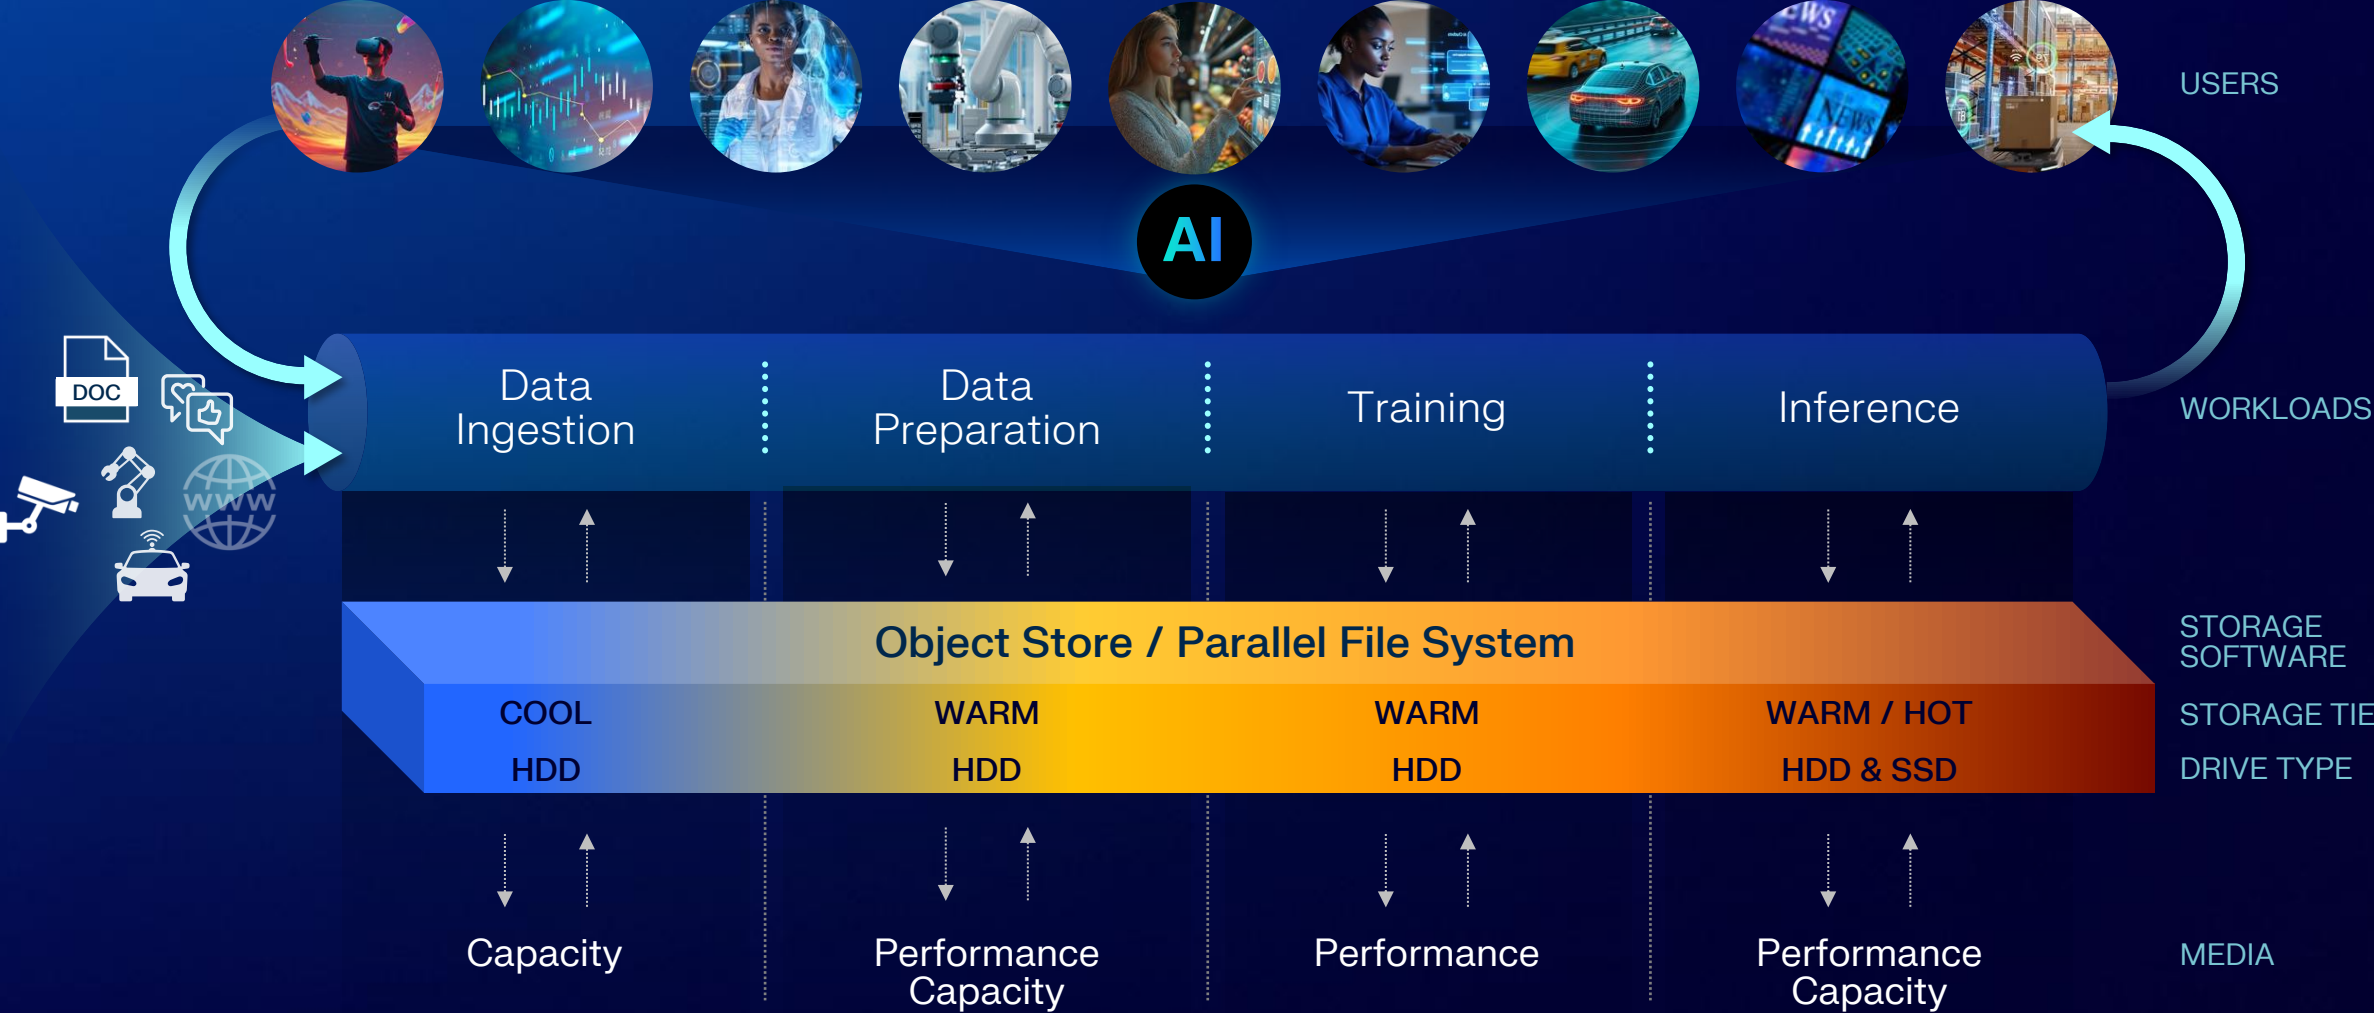 USERS
NEWS
NEWS
AI
DOC
WWW
Data
Ingestion
Data
Preparation
Training
Inference
WORKLOADS
Object Store / Parallel File System
STORAGE
SOFTWARE
COOL
WARM
WARM
WARM / HOT
STORAGE TIE
HDD
HDD
HDD
HDD & SSD
DRIVE TYPE
Capacity
Performance
Capacity
Performance
Performance
Capacity
MEDIA